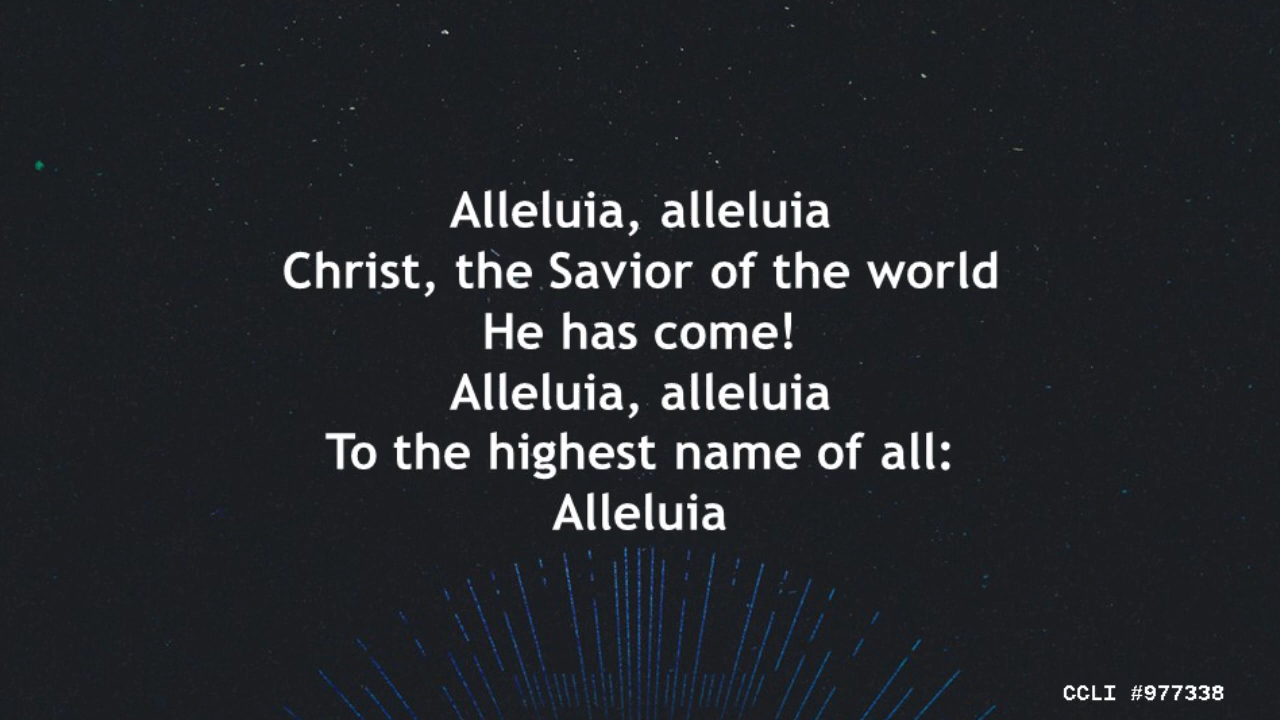 Alleluia, alleluia
Christ, the Savior of the world
He has come!
Alleluia, alleluia
To the highest name of all:
Alleluia
CCLI #977338